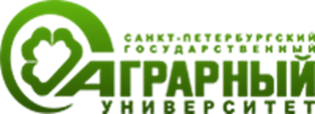 САНКТ-ПЕТЕРБУРГСКИЙ
ГОСУДАРСТВЕННЫЙ
АГРАРНЫЙ
УНИВЕРСИТЕТ